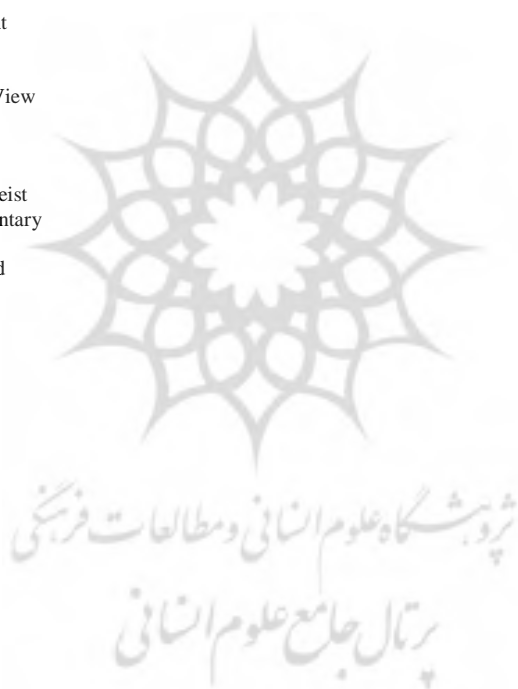 t
View
eist
ntary
d
پژوهشگاه علوم انسانی و مطالعات فرهنگی
پرتال جامع علوم انسانی